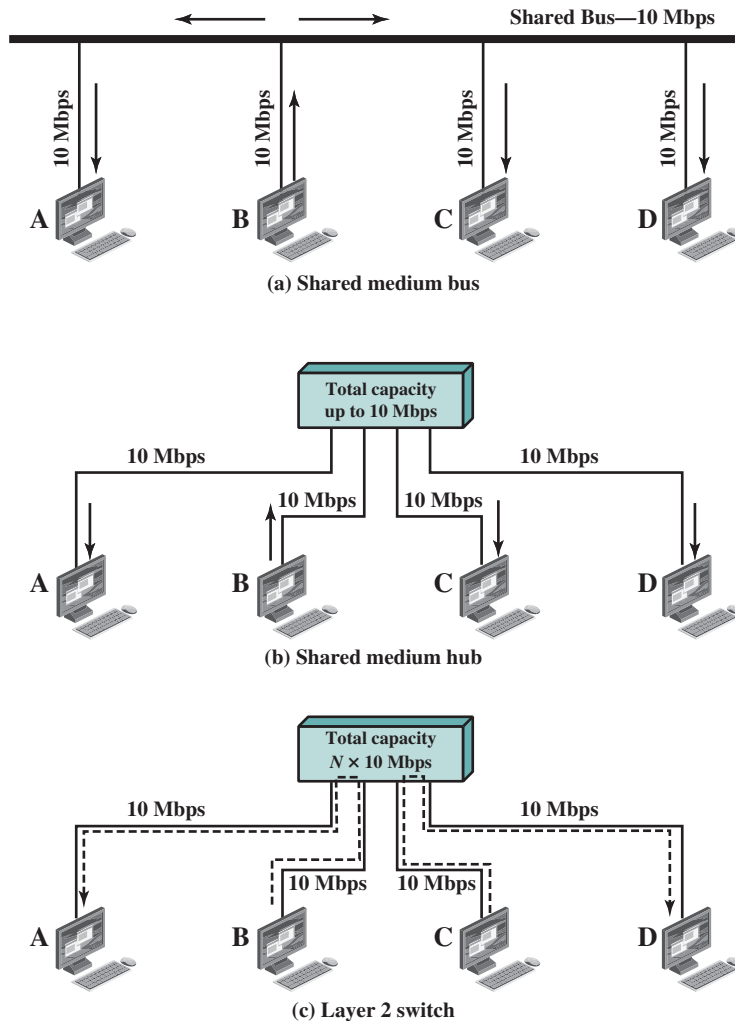 Shared Bus—10 Mbps
10 Mbps
10 Mbps
10 Mbps
10 Mbps
A
B
C
D
(a) Shared medium bus
Total capacity
up to 10 Mbps
10 Mbps
10 Mbps
10 Mbps
10 Mbps
A
B
C
D
(b) Shared medium hub
Total capacity
N × 10 Mbps
10 Mbps
10 Mbps
10 Mbps
10 Mbps
A
B
C
D
(c) Layer 2 switch